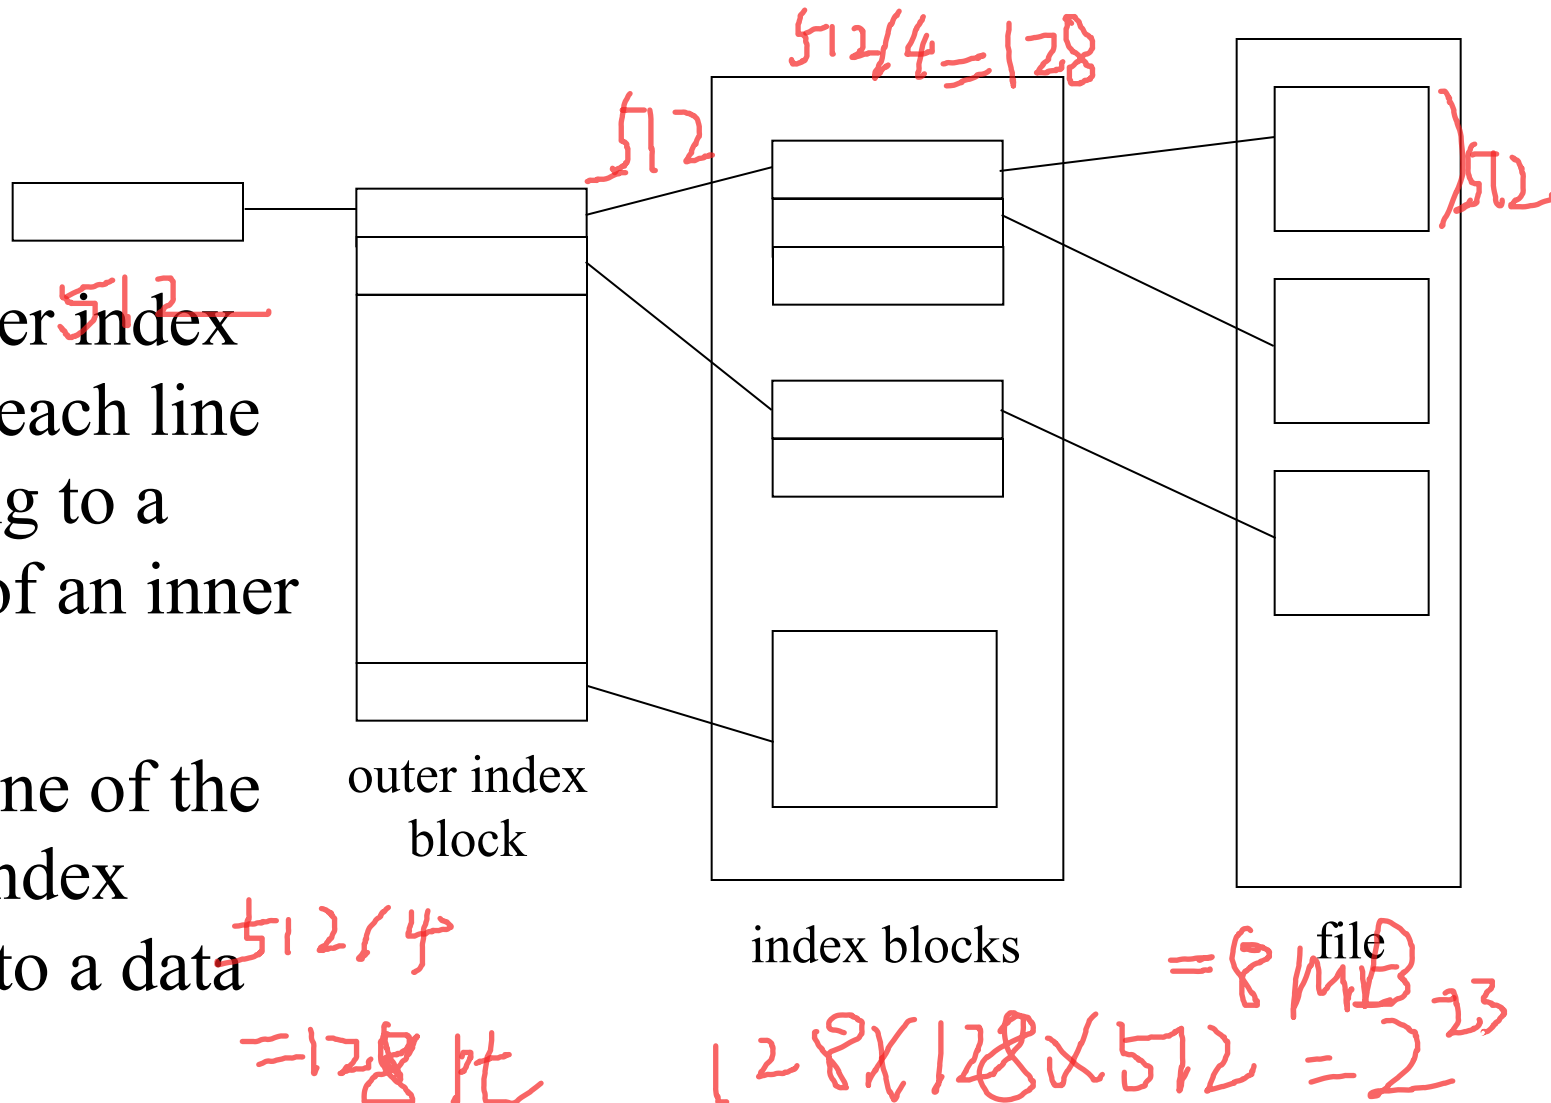 512/4=128
512
512
512
er index
each line
g to a
of an inner
ne of the
ndex
to a data
outer index
block
512/4
=128 pt
index blocks
file
=8MB
128×128×512=2^23